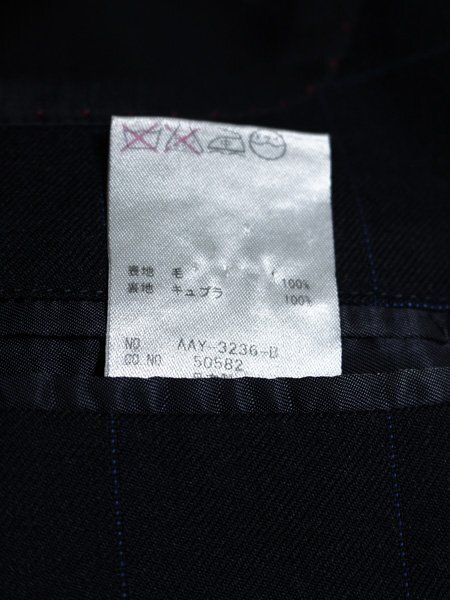 表地 毛 100%
裏地 キュプラ 100%
NO AAY-3236-B
CO.NO 50582